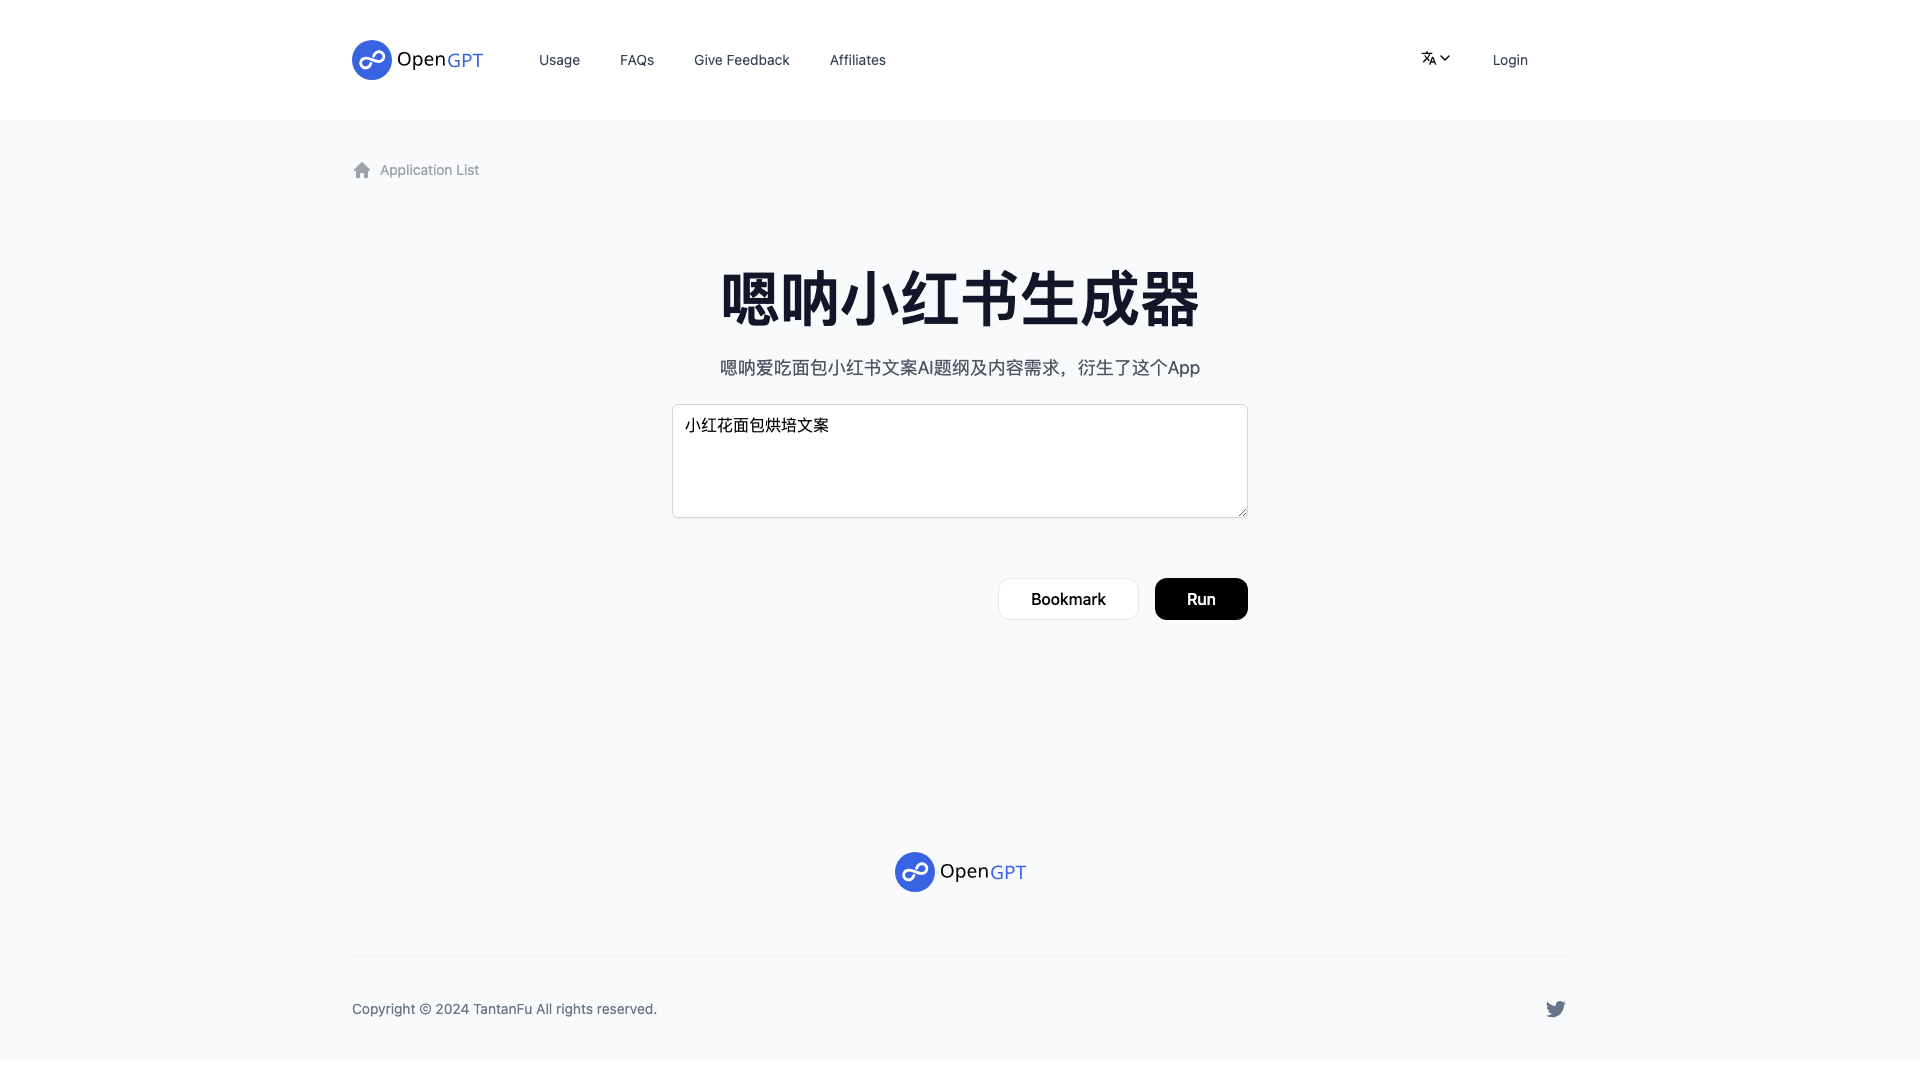 OpenGPT
Usage
FAQs
Give Feedback
Affiliates
Login
Application List
嗯呐小红书生成器
嗯呐爱吃面包小红书文案AI题纲及内容需求，衍生了这个App
小红花面包烘培文案
Bookmark
Run
OpenGPT
Copyright © 2024 TantanFu All rights reserved.